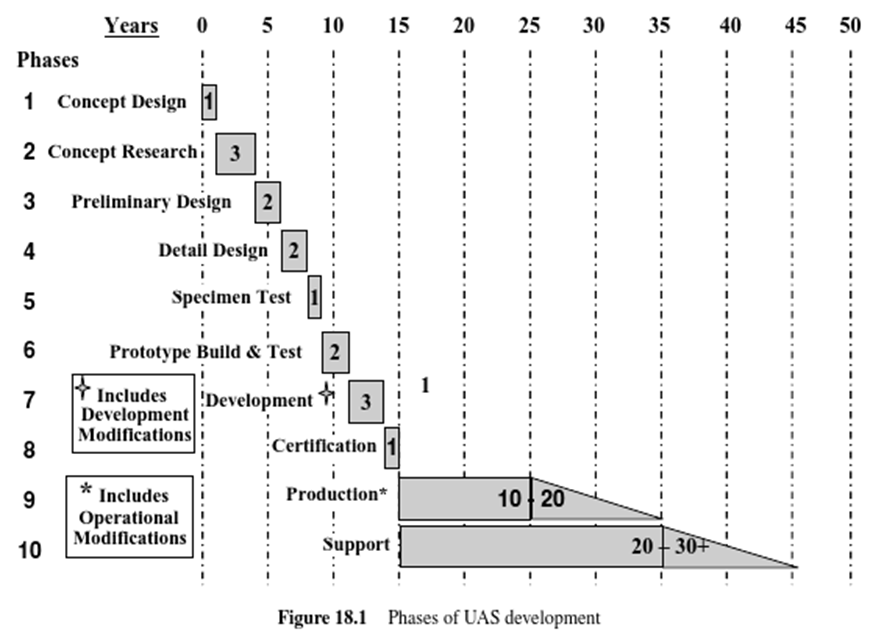 Years 0 5 10 15 20 25 30 35 40 45 50
Phases
1 Concept Design 1
2 Concept Research 3
3 Preliminary Design 2
4 Detail Design 2
5 Specimen Test 1
6 Prototype Build & Test 2
7 Development 3 1
Includes
Development
Modifications
8 Certification 1
9 Production* 10 - 20
* Includes
Operational
Modifications
10 Support 20 – 30+
Figure 18.1 Phases of UAS development